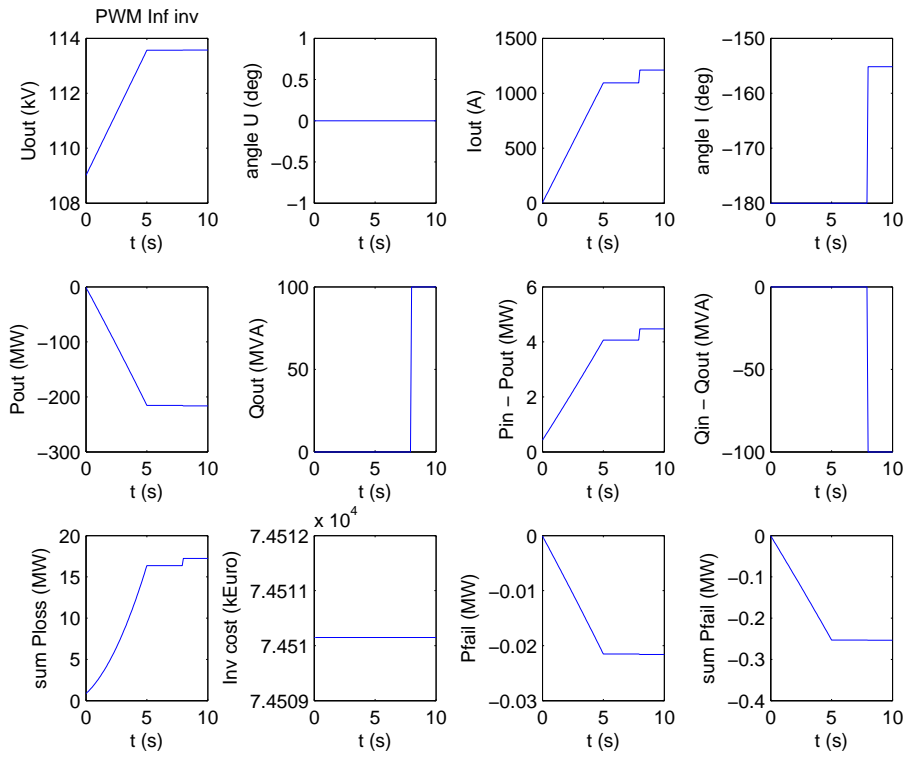 PWM Inf inv
Uout (kV)
114
112
110
108
0 5 10
t (s)
angle U (deg)
1
0.5
0
−0.5
−1
0 5 10
t (s)
Iout (A)
1500
1000
500
0
0 5 10
t (s)
angle I (deg)
−150
−160
−170
−180
0 5 10
t (s)
Pout (MW)
0
−100
−200
−300
0 5 10
t (s)
Qout (MVA)
100
50
0
0 5 10
t (s)
Pin − Pout (MW)
6
4
2
0
0 5 10
t (s)
Qin − Qout (MVA)
0
−50
−100
0 5 10
t (s)
sum Ploss (MW)
20
15
10
5
0
0 5 10
t (s)
Inv cost (kEuro)
x 10^4
7.4512
7.4511
7.4511
7.451
7.451
7.4509
0 5 10
t (s)
Pfail (MW)
0
−0.01
−0.02
−0.03
0 5 10
t (s)
sum Pfail (MW)
0
−0.1
−0.2
−0.3
−0.4
0 5 10
t (s)